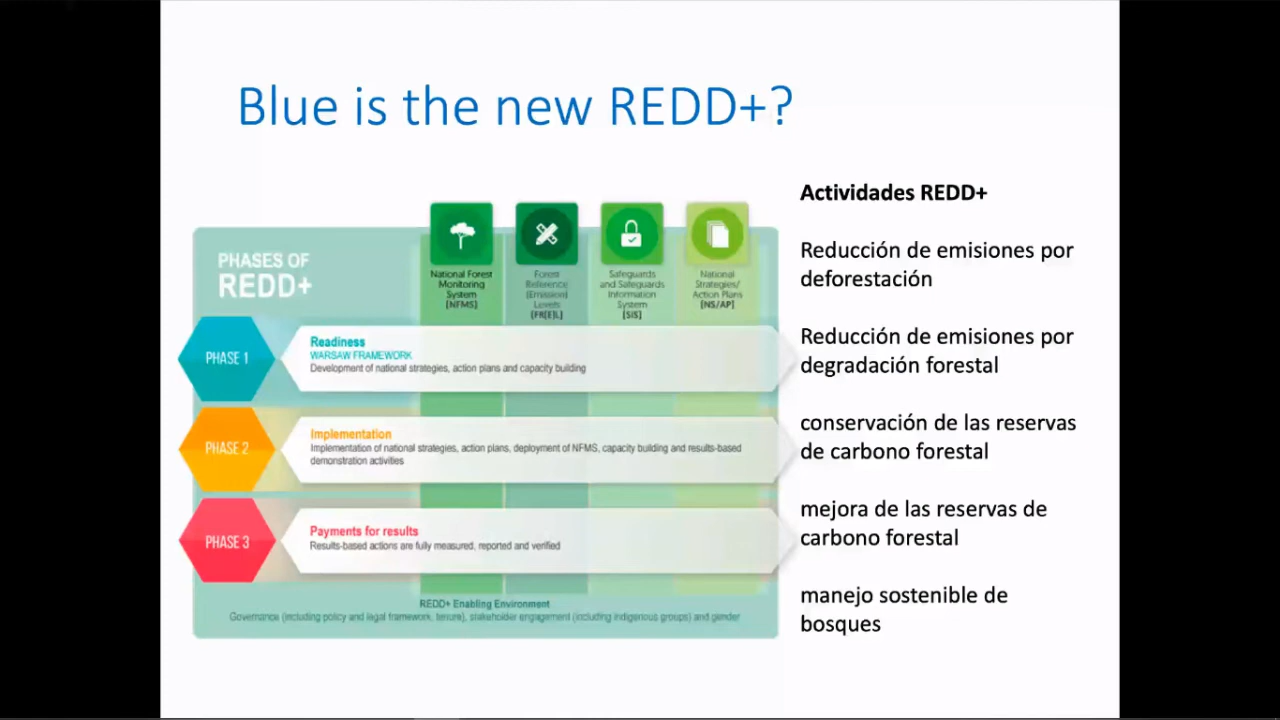 Blue is the new REDD+?
PHASES OF
REDD+
National Forest
Monitoring
System
[NFMS]
Forest
Reference
(Emission)
Levels
[FR(E)L]
Safeguards
and Safeguards
Information
System
[SIS]
National
Strategies/
Action Plans
[NS/AP]
PHASE 1
Readiness
WARSAW FRAMEWORK
Development of national strategies, action plans and capacity building
PHASE 2
Implementation
Implementation of national strategies, action plans, deployment of NFMS, capacity building and results-based
demonstration activities
PHASE 3
Payments for results
Results-based actions are fully measured, reported and verified
REDD+ Enabling Environment
Governance (including policy and legal framework, tenure), stakeholder engagement (including indigenous groups) and gender
Actividades REDD+
Reducción de emisiones por
deforestación
Reducción de emisiones por
degradación forestal
conservación de las reservas
de carbono forestal
mejora de las reservas de
carbono forestal
manejo sostenible de
bosques